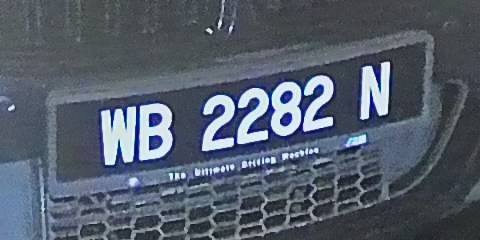 WB 2282 N
The Ultimate Driving Machine